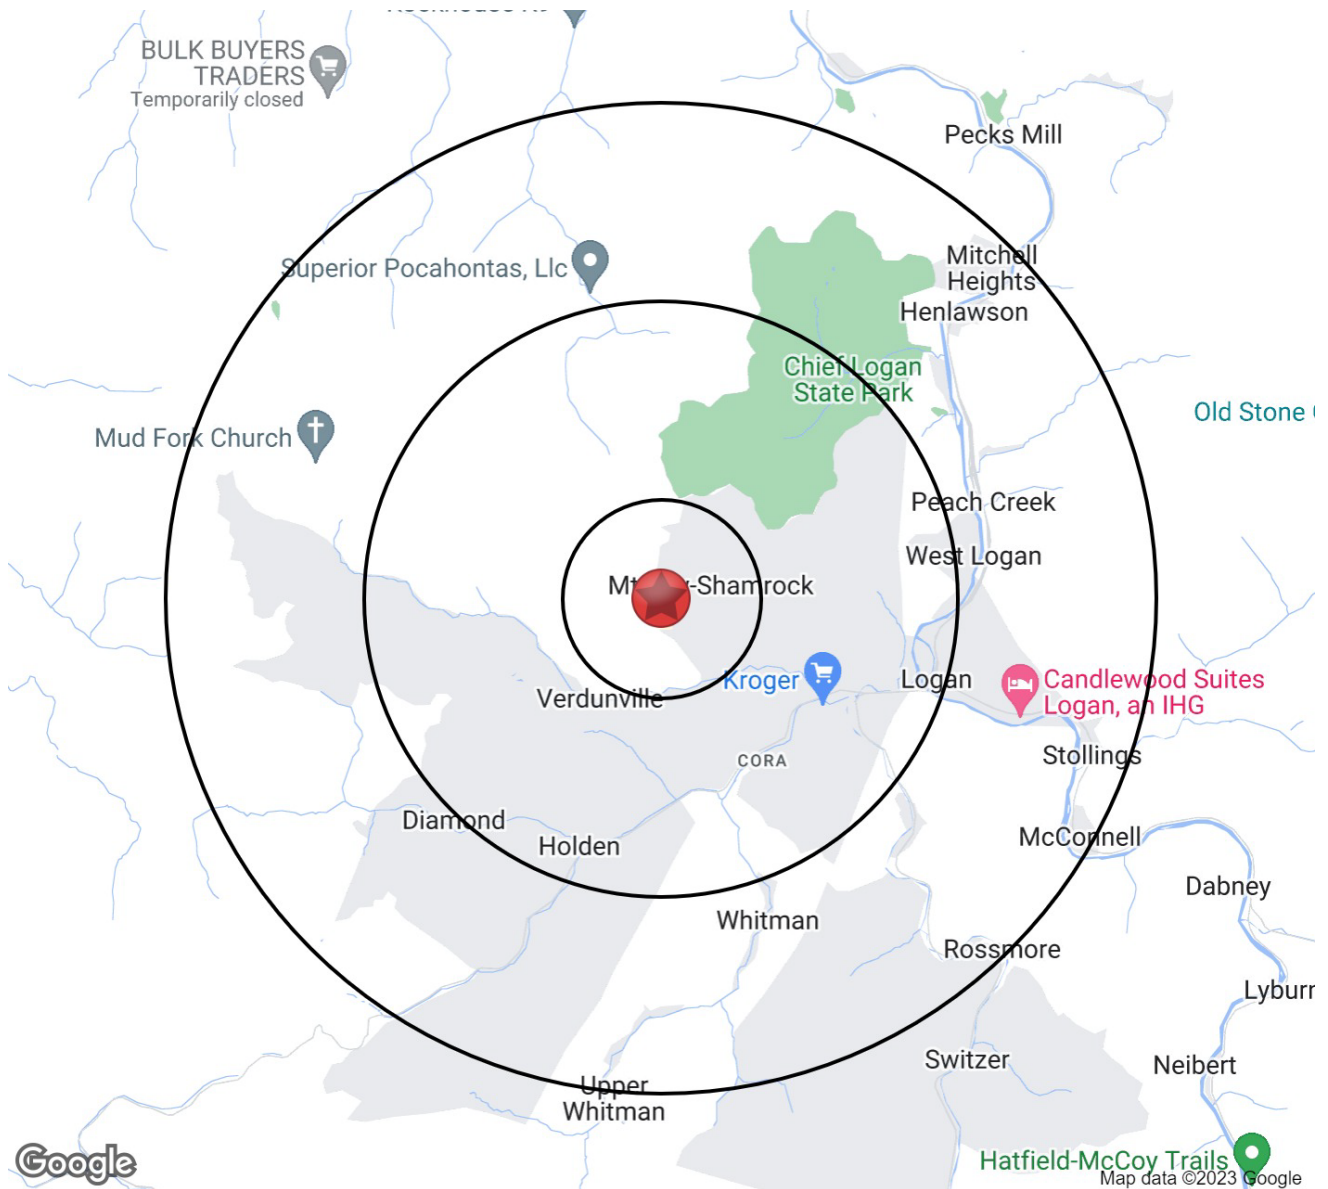 BULK BUYERS
TRADERS
Temporarily closed
Pecks Mill
Mitchell
Heights
Superior Pocahontas, Llc
Henlawson
Chief Logan
State Park
Old Stone
Mud Fork Church
Peach Creek
West Logan
-Shamrock
Kroger
Logan
Candlewood Suites
Logan, an IHG
Verdunville
CORA
Stollings
Diamond
Holden
McConnell
Dabney
Whitman
Rossmore
Lyburn
Switzer
Neibert
Upper
Whitman
Hatfield-McCoy Trails
Google
Map data ©2023 Google